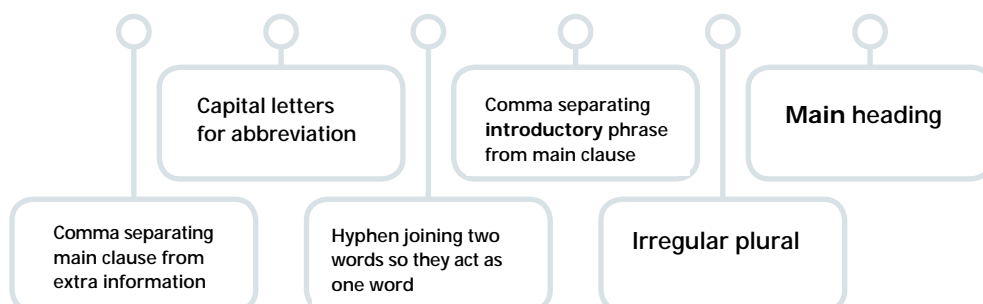 Capital letters
for abbreviation
Comma separating
introductory phrase
from main clause
Main heading
Comma separating
main clause from
extra information
Hyphen joining two
words so they act as
one word
Irregular plural